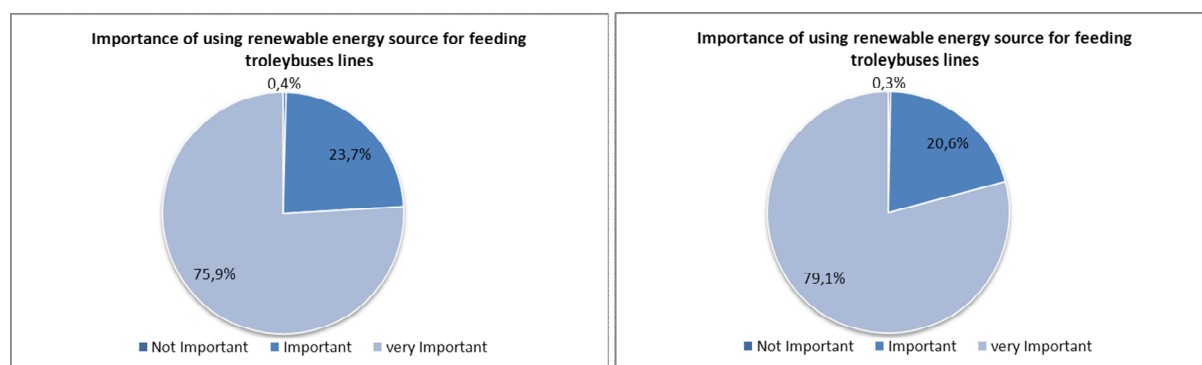 Importance of using renewable energy source for feeding
troleybuses lines
0,4%
23,7%
75,9%
Not Important Important very Important
Importance of using renewable energy source for feeding
troleybuses lines
0,3%
20,6%
79,1%
Not Important Important very Important